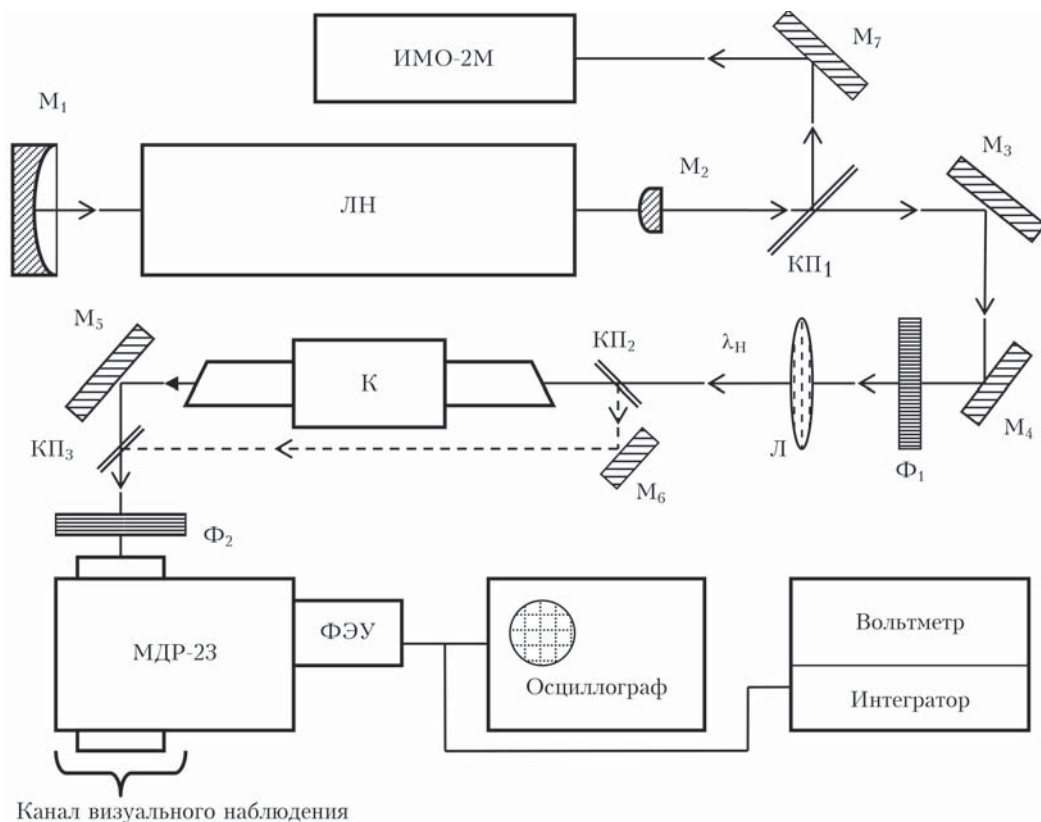 M₇
ИМО-2М
M₁
M₃
M₂
ЛН
КП₁
M₅
КП₂
λ_Н
К
M₄
КП₃
Л
Ф₁
M₆
Ф₂
ФЭУ
Вольтметр
МДР-23
Осциллограф
Интегратор
Канал визуального наблюдения